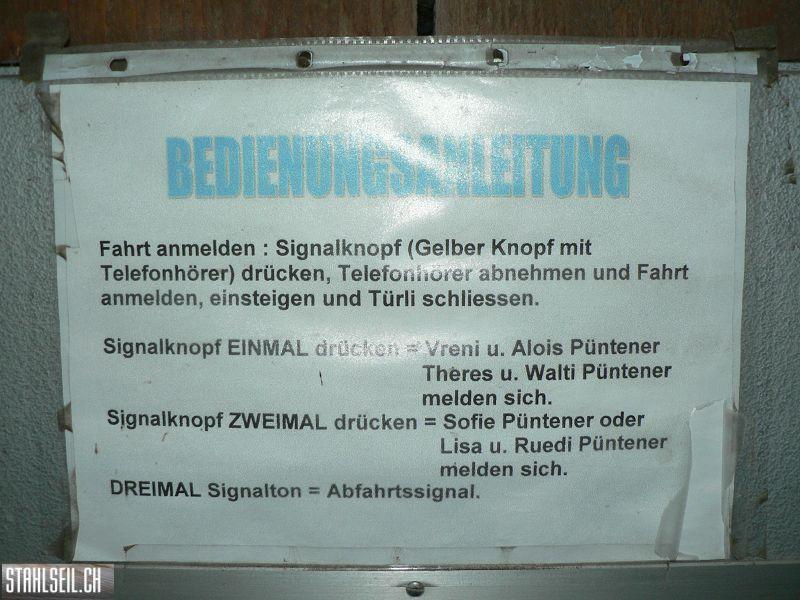 BEDIENUNGSANLEITUNG
Fahrt anmelden : Signalknopf (Gelber Knopf mit
Telefonhörer) drücken, Telefonhörer abnehmen und Fahrt
anmelden, einsteigen und Türli schliessen.
Signalknopf EINMAL drücken = Vreni u. Alois Püntener
Theres u. Walti Püntener
melden sich.
Signalknopf ZWEIMAL drücken = Sofie Püntener oder
Lisa u. Ruedi Püntener
melden sich.
DREIMAL Signalton = Abfahrtssignal.
STAHLSEIL.CH